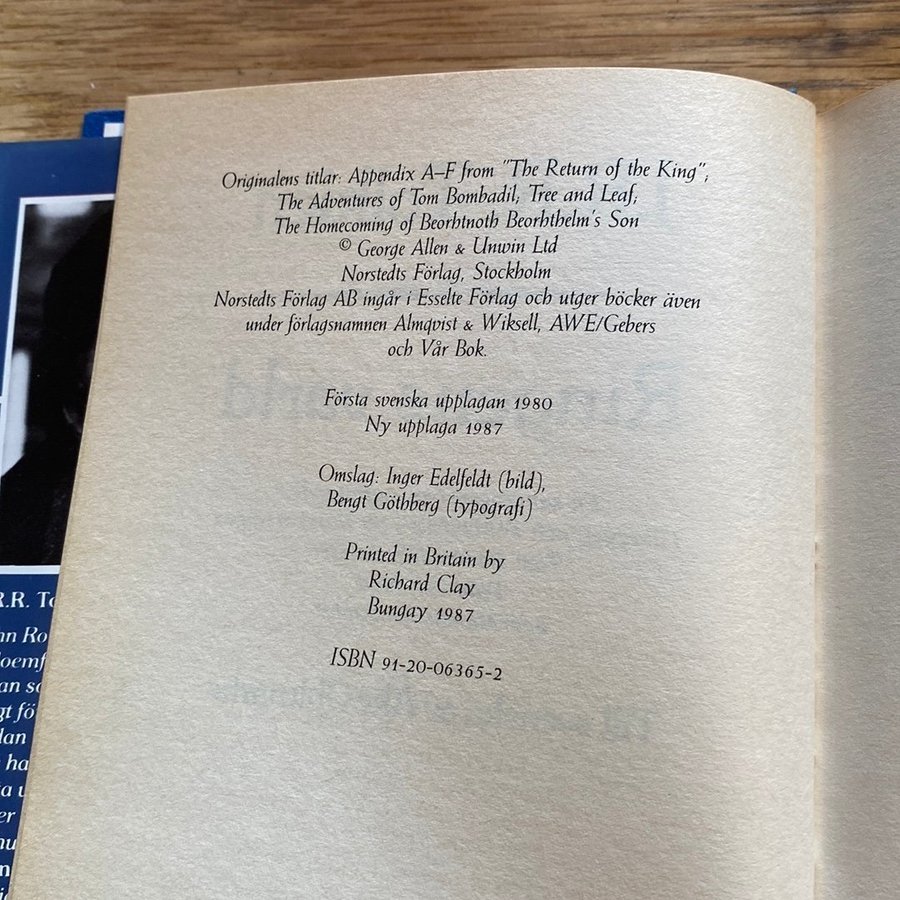 Originalens titlar: Appendix A–F from "The Return of the King",
The Adventures of Tom Bombadil, Tree and Leaf,
The Homecoming of Beorhtnoth Beorhthelm's Son
© George Allen & Unwin Ltd
Norstedts Förlag, Stockholm
Norstedts Förlag AB ingår i Esselte Förlag och utger böcker även
under förlagsnamnen Almqvist & Wiksell, AWE/Gebers
och Vår Bok.
Första svenska upplagan 1980
Ny upplaga 1987
Omslag: Inger Edelfeldt (bild),
Bengt Göthberg (typografi)
Printed in Britain by
Richard Clay
Bungay 1987
ISBN 91-20-06365-2